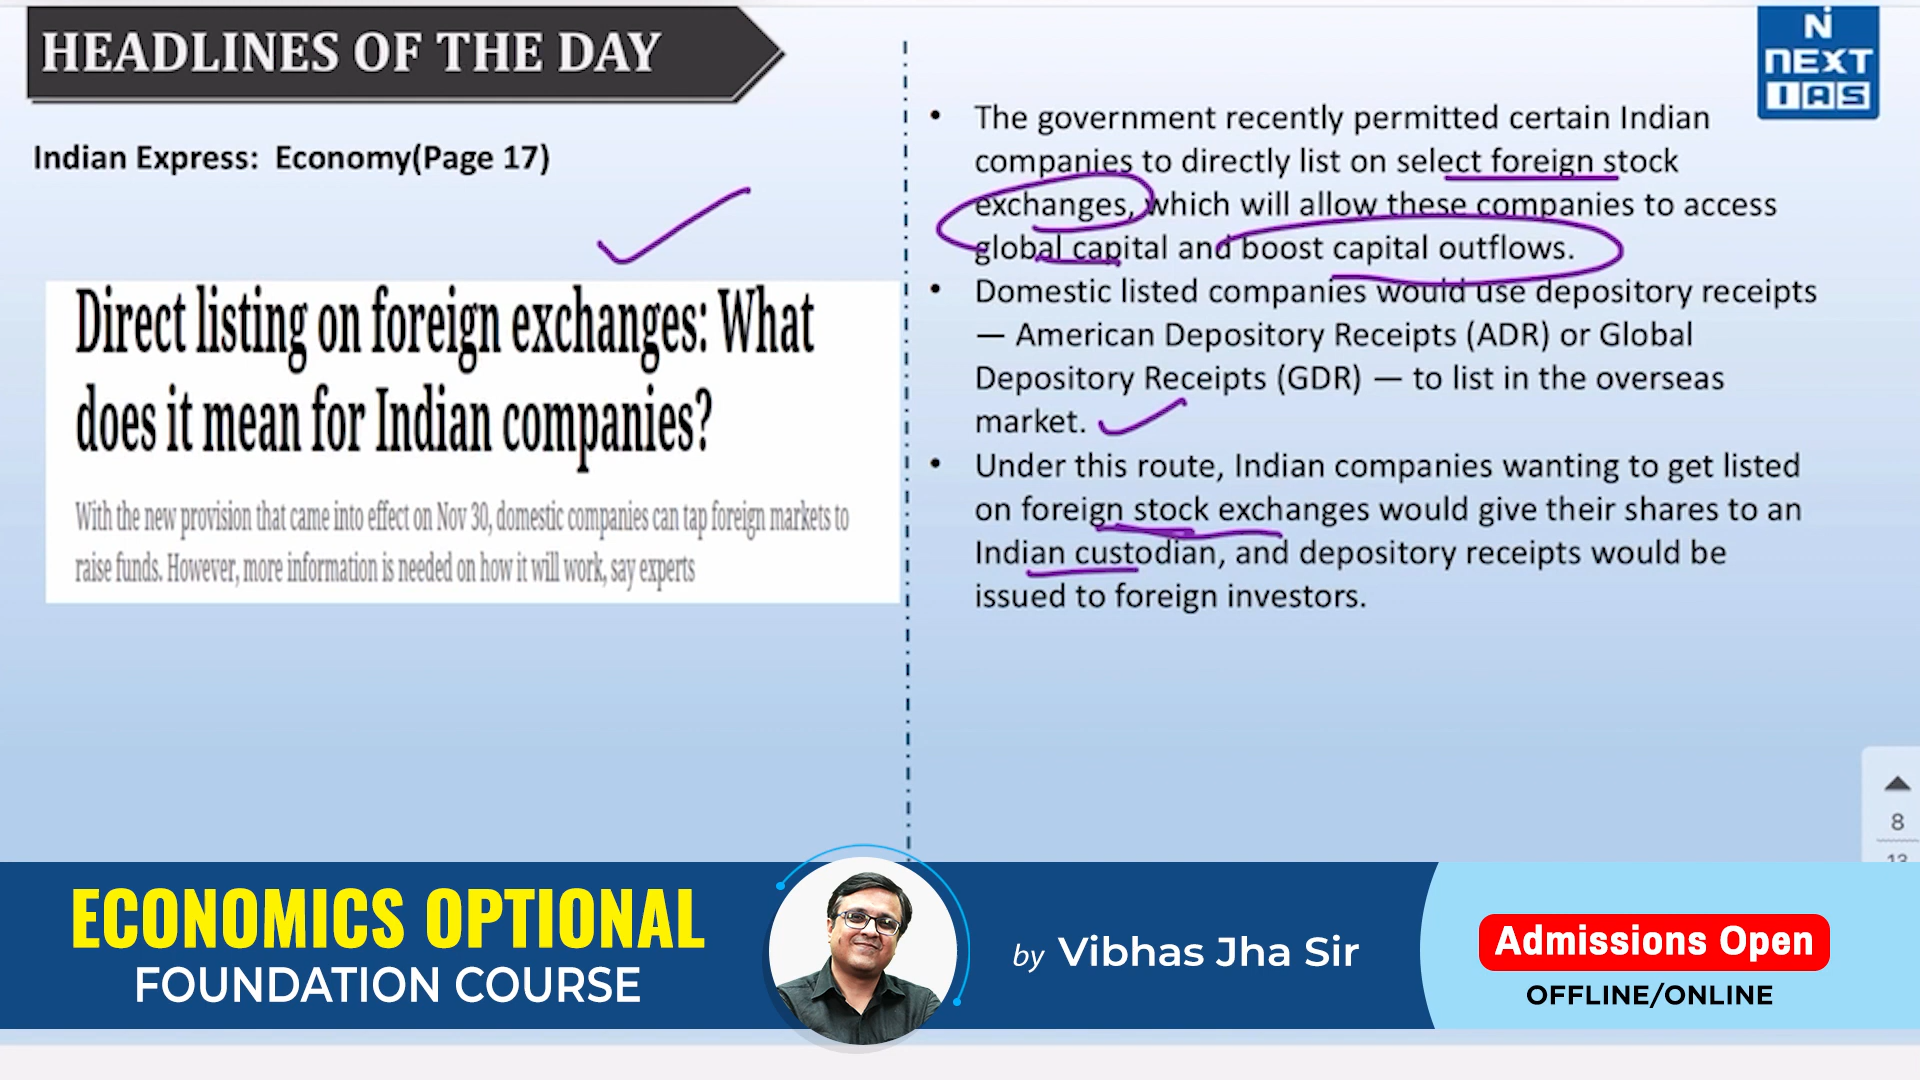 HEADLINES OF THE DAY
Indian Express:  Economy(Page 17)
Direct listing on foreign exchanges: What
does it mean for Indian companies?
With the new provision that came into effect on Nov 30, domestic companies can tap foreign markets to
raise funds. However, more information is needed on how it will work, say experts
N
NEXT
IAS
• The government recently permitted certain Indian
companies to directly list on select foreign stock
exchanges, which will allow these companies to access
global capital and boost capital outflows.
• Domestic listed companies would use depository receipts
— American Depository Receipts (ADR) or Global
Depository Receipts (GDR) — to list in the overseas
market.
• Under this route, Indian companies wanting to get listed
on foreign stock exchanges would give their shares to an
Indian custodian, and depository receipts would be
issued to foreign investors.
8
ECONOMICS OPTIONAL
FOUNDATION COURSE
by Vibhas Jha Sir
Admissions Open
OFFLINE/ONLINE